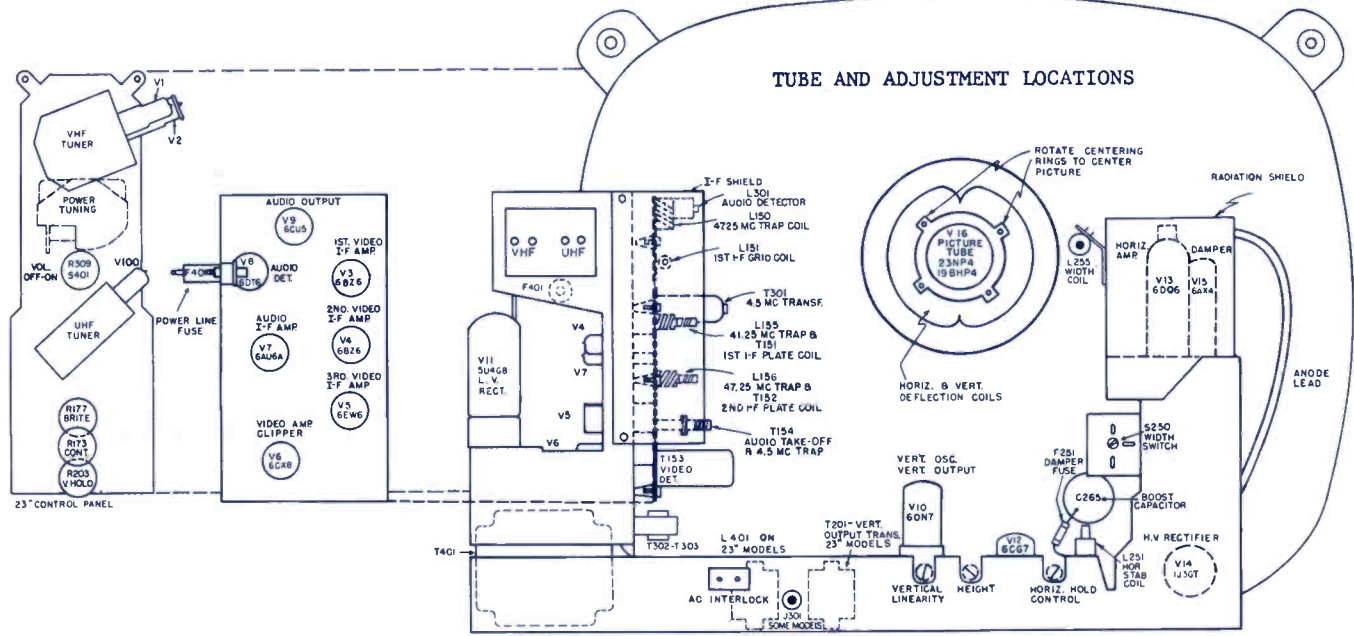 TUBE AND ADJUSTMENT LOCATIONS
V1
V2
VHF
TUNER
POWER
TUNING
VOL.
OFF-ON
R309
S401
V100
UHF
TUNER
R177
BRITE
R173
CONT.
R203
V.HOLD
23" CONTROL PANEL
POWER LINE
FUSE
F401
AUDIO OUTPUT
V9
6CU5
V8
6DT6
AUDIO
DET.
1ST. VIDEO
I-F AMP.
V3
6BZ6
2ND. VIDEO
I-F AMP.
V4
6BZ6
AUDIO
I-F AMP.
V7
6AU6A
3RD. VIDEO
I-F AMP
V5
6EW6
VIDEO AMP.
CLIPPER
V6
6CX8
VHF
UHF
F401
V11
5U4GB
L. V.
RECT.
V4
V7
V5
V6
I-F SHIELD
L301
AUDIO DETECTOR
L150
47.25 MC TRAP COIL
L151
1ST I-F GRID COIL
T301
4.5 MC TRANSF.
L155
41.25 MC TRAP &
T151
1ST I-F PLATE COIL
L156
47.25 MC TRAP &
T152
2ND I-F PLATE COIL
T154
AUDIO TAKE-OFF
& 4.5 MC TRAP
T153
VIDEO
DET.
T302-T303
T401
L401 ON
23" MODELS
AC INTERLOCK
J301
SOME MODELS
T201-VERT.
OUTPUT TRANS.
23" MODELS
ROTATE CENTERING
RINGS TO CENTER
PICTURE
V16
PICTURE
TUBE
23NP4
19BHP4
HORIZ. & VERT.
DEFLECTION COILS
L255
WIDTH
COIL
RADIATION SHIELD
HORIZ.
AMP.
DAMPER
V13
6DQ6
V15
6AX4
ANODE
LEAD
S250
WIDTH
SWITCH
F251
DAMPER
FUSE
C265
BOOST
CAPACITOR
VERT. OSC.
VERT. OUTPUT
V10
6DN7
V12
6CG7
L251
HOR
STAB
COIL
H.V. RECTIFIER
V14
1J3GT
VERTICAL
LINEARITY
HEIGHT
HORIZ. HOLD
CONTROL